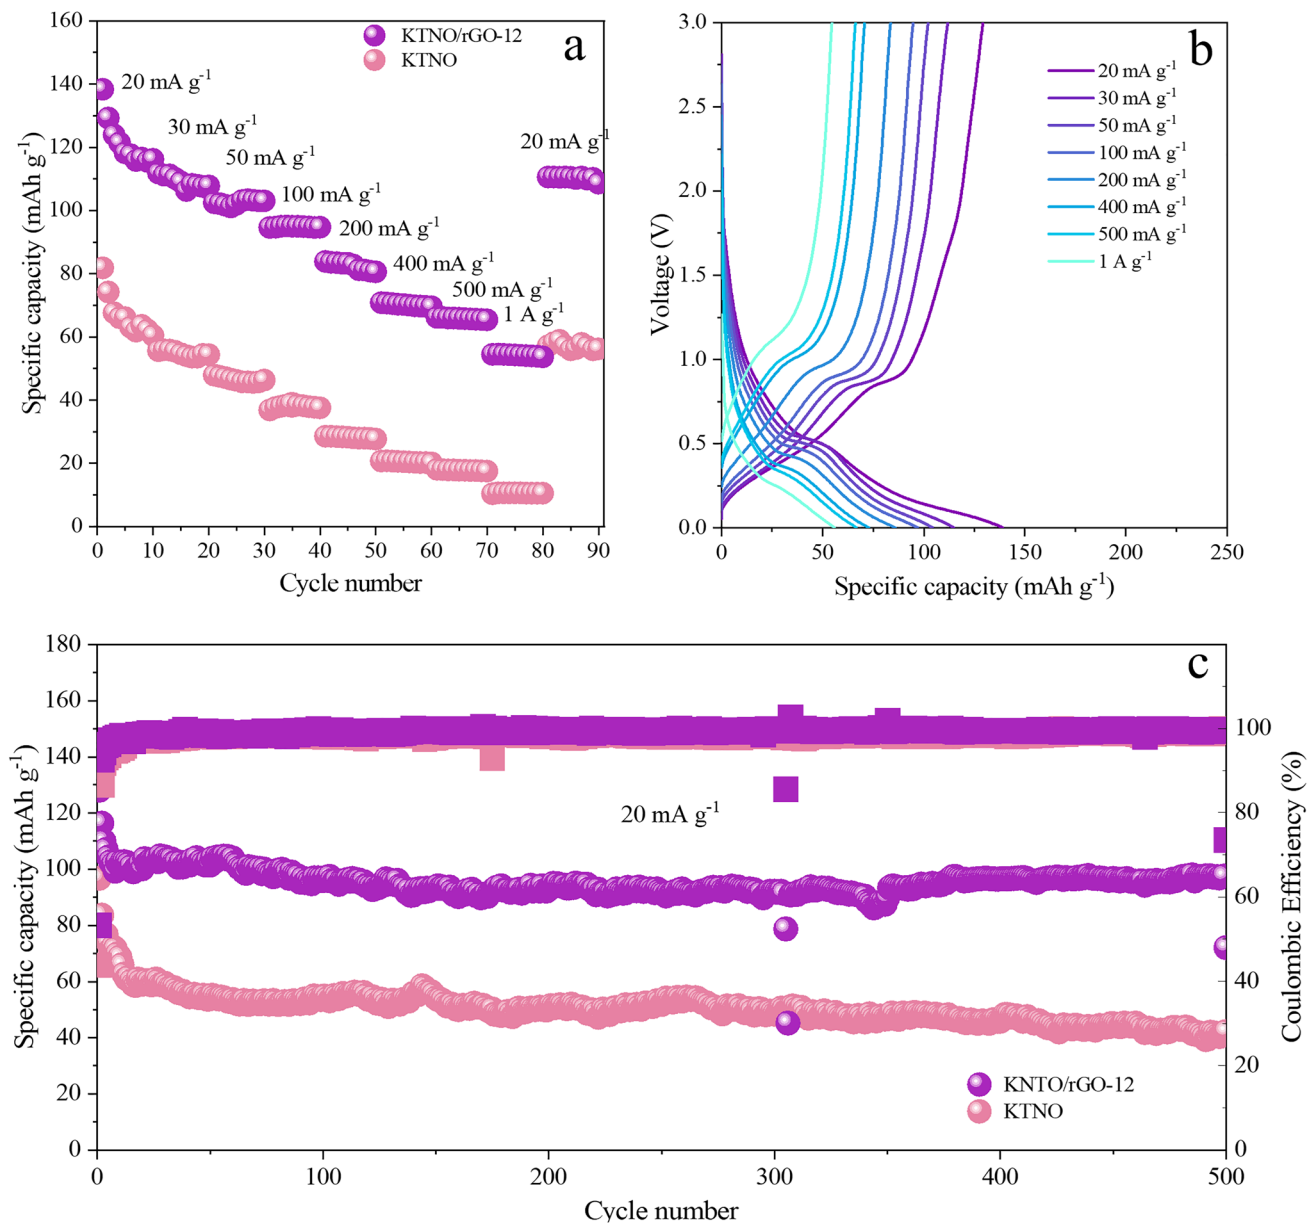 160
140
120
100
80
60
40
20
0
Specific capacity (mAh g⁻¹)
KTNO/rGO-12
KTNO
a
20 mA g⁻¹
30 mA g⁻¹
50 mA g⁻¹
100 mA g⁻¹
200 mA g⁻¹
400 mA g⁻¹
500 mA g⁻¹
1 A g⁻¹
20 mA g⁻¹
0 10 20 30 40 50 60 70 80 90
Cycle number
3.0
2.5
2.0
1.5
1.0
0.5
0.0
Voltage (V)
b
20 mA g⁻¹
30 mA g⁻¹
50 mA g⁻¹
100 mA g⁻¹
200 mA g⁻¹
400 mA g⁻¹
500 mA g⁻¹
1 A g⁻¹
0 50 100 150 200 250
Specific capacity (mAh g⁻¹)
180
160
140
120
100
80
60
40
20
0
Specific capacity (mAh g⁻¹)
c
20 mA g⁻¹
KNTO/rGO-12
KTNO
100
80
60
40
20
0
Coulombic Efficiency (%)
0 100 200 300 400 500
Cycle number